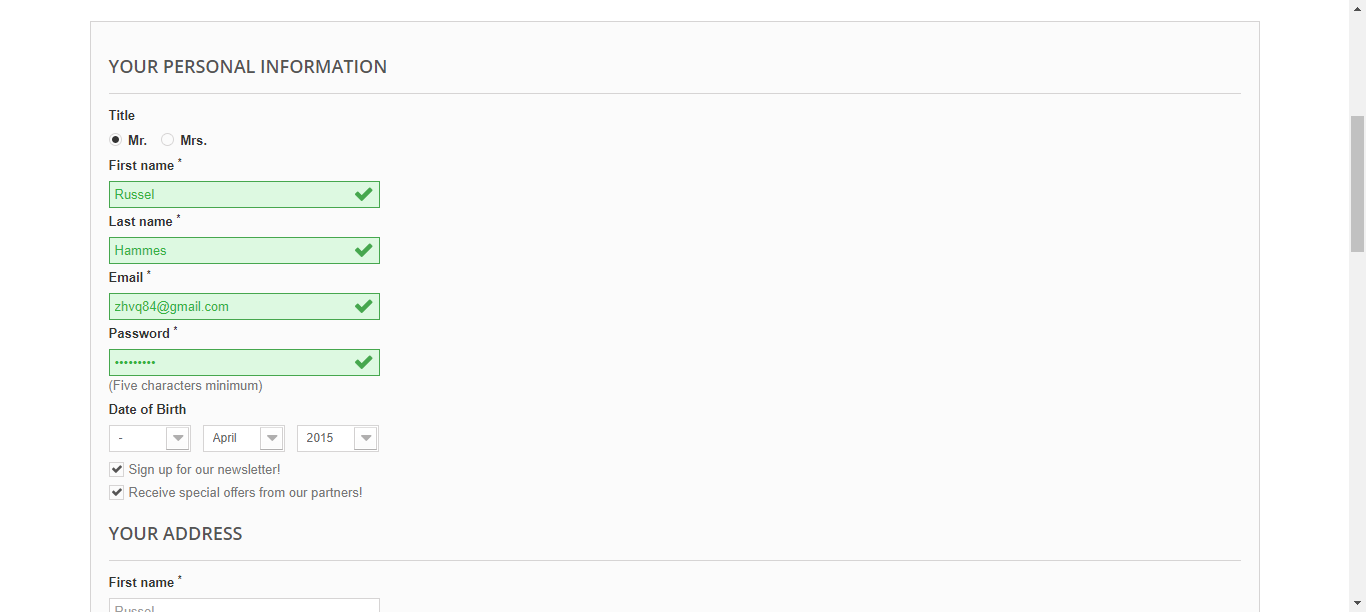 YOUR PERSONAL INFORMATION
Title
Mr. Mrs.
First name *
Russel
Last name *
Hammes
Email *
zhvq84@gmail.com
Password *
•••••••••
(Five characters minimum)
Date of Birth
- April 2015
Sign up for our newsletter!
Receive special offers from our partners!
YOUR ADDRESS
First name *
Russel